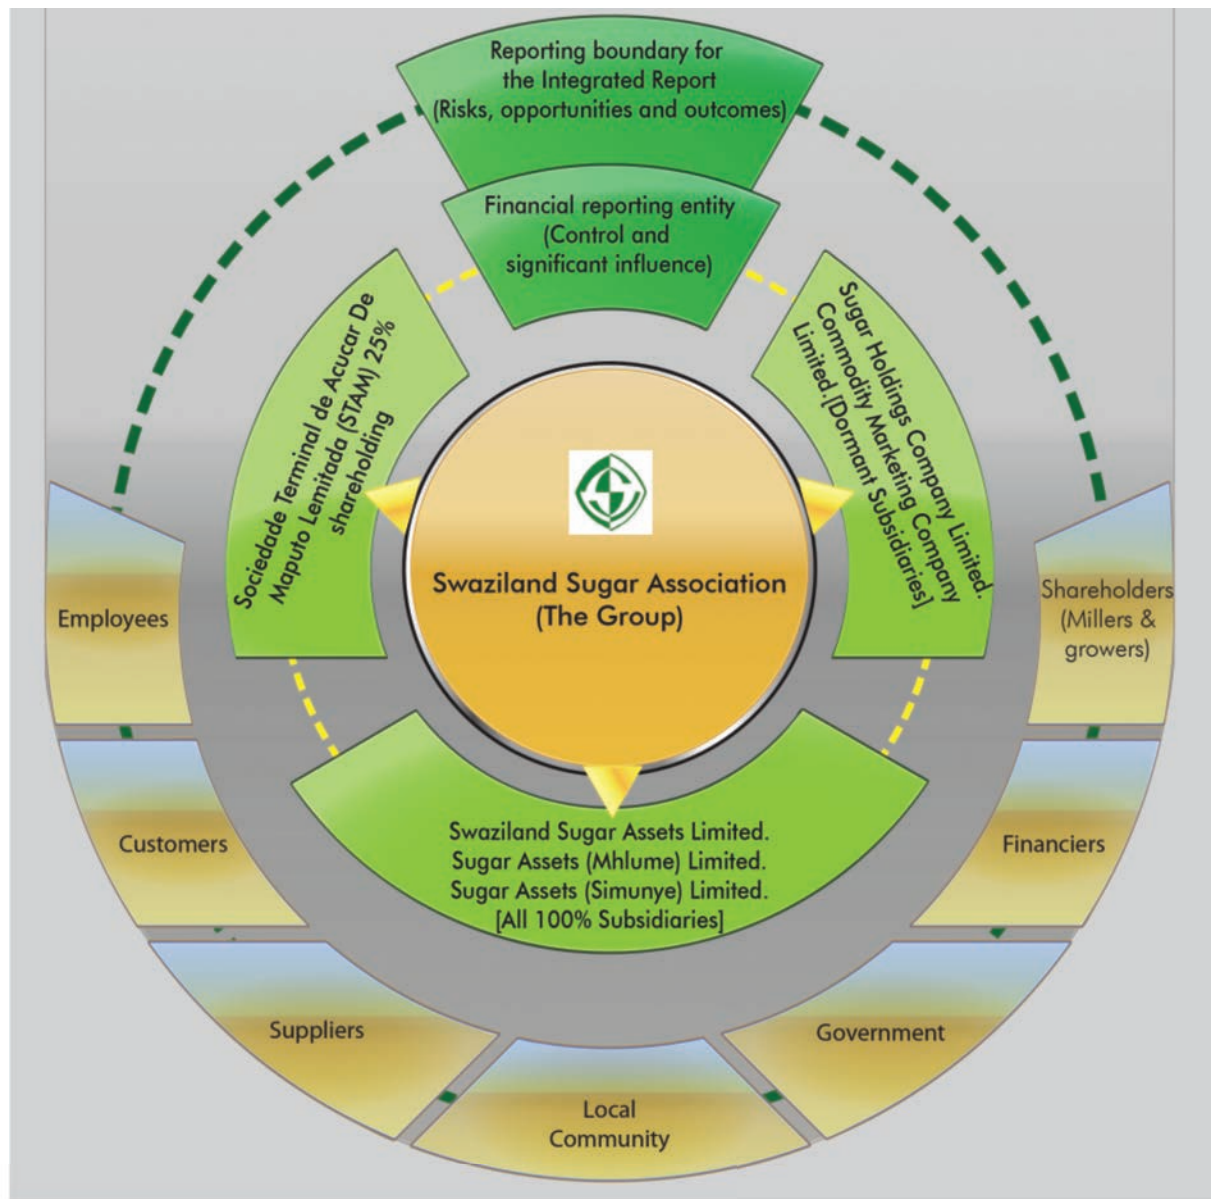 Reporting boundary for
the Integrated Report
(Risks, opportunities and outcomes)
Financial reporting entity
(Control and
significant influence)
Sociedade Terminal de Acucar De
Maputo Lemitada (STAM) 25%
shareholding
Sugar Holdings Company Limited.
Commodity Marketing Company
Limited.[Dormant Subsidiaries]
Swaziland Sugar Association
(The Group)
Swaziland Sugar Assets Limited.
Sugar Assets (Mhlume) Limited.
Sugar Assets (Simunye) Limited.
[All 100% Subsidiaries]
Employees
Customers
Suppliers
Local
Community
Government
Financiers
Shareholders
(Millers &
growers)